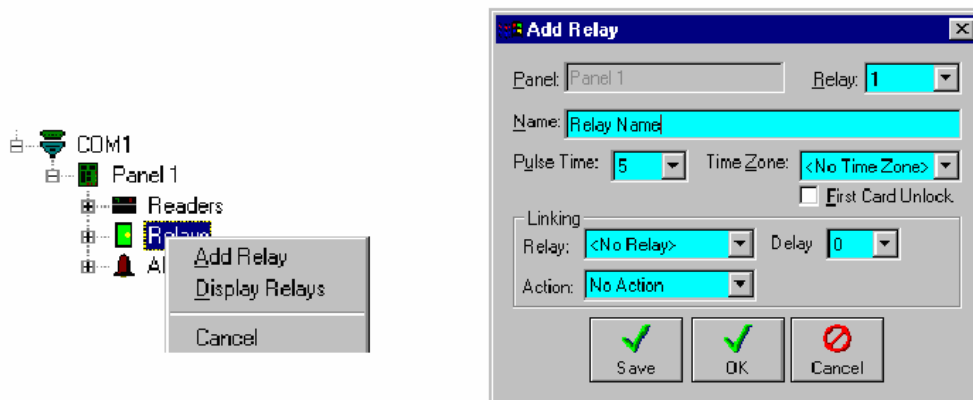 COM1
Panel 1
Readers
Relays
Al
Add Relay
Display Relays
Cancel
Add Relay
Panel: Panel 1 Relay: 1
Name: Relay Name
Pulse Time: 5 Time Zone: <No Time Zone>
First Card Unlock
Linking
Relay: <No Relay> Delay 0
Action: No Action
Save OK Cancel